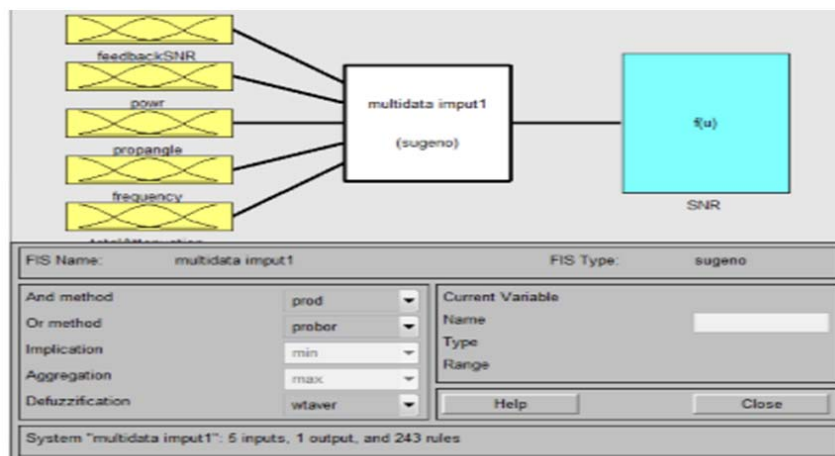 feedbackSNR
powr
propangle
frequency
multidata imput1
(sugeno)
f(u)
SNR
FIS Name: multidata imput1 FIS Type: sugeno
And method prod
Or method probor
Implication min
Aggregation max
Defuzzification wtaver
Current Variable
Name
Type
Range
Help Close
System "multidata imput1": 5 inputs, 1 output, and 243 rules